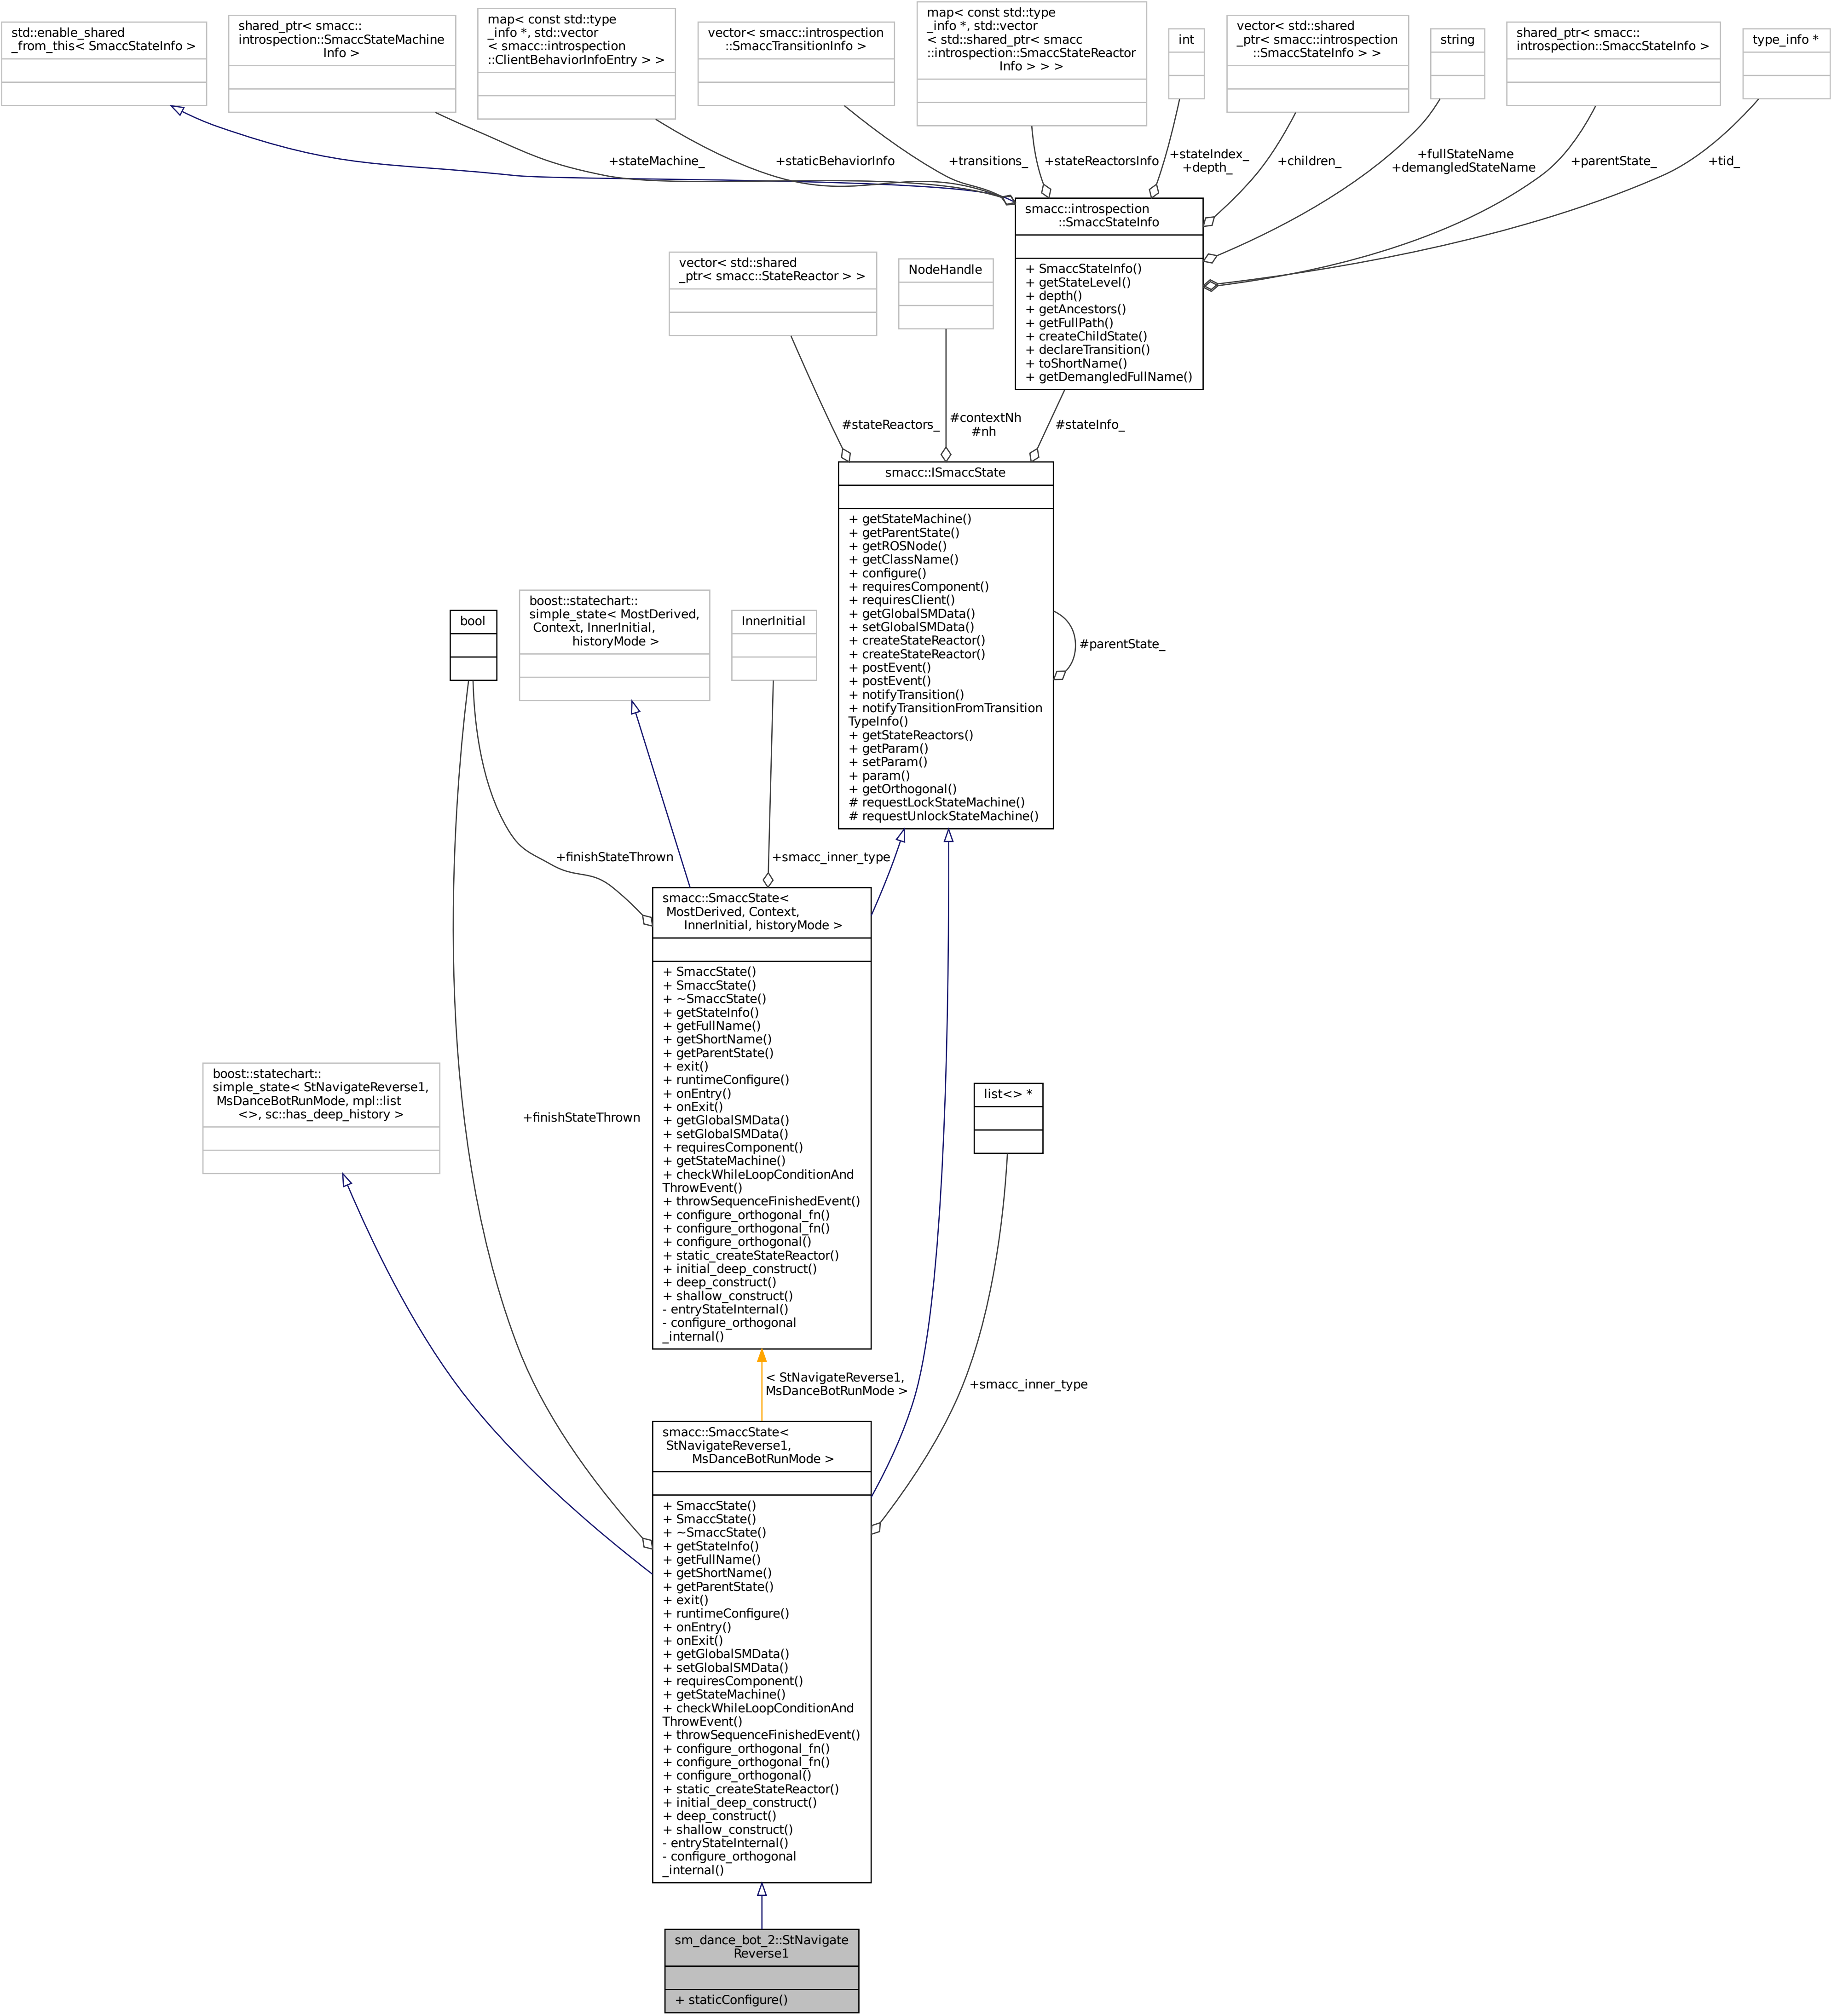 std::enable_shared
_from_this< SmaccStateInfo >
shared_ptr< smacc::
introspection::SmaccStateMachine
Info >
map< const std::type
_info *, std::vector
< smacc::introspection
::ClientBehaviorInfoEntry > >
vector< smacc::introspection
::SmaccTransitionInfo >
map< const std::type
_info *, std::vector
< std::shared_ptr< smacc
::introspection::SmaccStateReactor
Info > > >
int
vector< std::shared
_ptr< smacc::introspection
::SmaccStateInfo > >
string
shared_ptr< smacc::
introspection::SmaccStateInfo >
type_info *
+stateMachine_
+staticBehaviorInfo
+transitions_
+stateReactorsInfo
+stateIndex_
+depth_
+children_
+fullStateName
+demangledStateName
+parentState_
+tid_
smacc::introspection
::SmaccStateInfo
+ SmaccStateInfo()
+ getStateLevel()
+ depth()
+ getAncestors()
+ getFullPath()
+ createChildState()
+ declareTransition()
+ toShortName()
+ getDemangledFullName()
vector< std::shared
_ptr< smacc::StateReactor > >
NodeHandle
#stateReactors_
#contextNh
#nh
#stateInfo_
smacc::ISmaccState
+ getStateMachine()
+ getParentState()
+ getROSNode()
+ getClassName()
+ configure()
+ requiresComponent()
+ requiresClient()
+ getGlobalSMData()
+ setGlobalSMData()
+ createStateReactor()
+ createStateReactor()
+ postEvent()
+ postEvent()
+ notifyTransition()
+ notifyTransitionFromTransition
TypeInfo()
+ getStateReactors()
+ getParam()
+ setParam()
+ param()
+ getOrthogonal()
# requestLockStateMachine()
# requestUnlockStateMachine()
#parentState_
bool
boost::statechart::
simple_state< MostDerived,
Context, InnerInitial,
historyMode >
InnerInitial
+finishStateThrown
+smacc_inner_type
smacc::SmaccState<
MostDerived, Context,
InnerInitial, historyMode >
+ SmaccState()
+ SmaccState()
+ ~SmaccState()
+ getStateInfo()
+ getFullName()
+ getShortName()
+ getParentState()
+ exit()
+ runtimeConfigure()
+ onEntry()
+ onExit()
+ getGlobalSMData()
+ setGlobalSMData()
+ requiresComponent()
+ getStateMachine()
+ checkWhileLoopConditionAnd
ThrowEvent()
+ throwSequenceFinishedEvent()
+ configure_orthogonal_fn()
+ configure_orthogonal_fn()
+ configure_orthogonal()
+ static_createStateReactor()
+ initial_deep_construct()
+ deep_construct()
+ shallow_construct()
- entryStateInternal()
- configure_orthogonal
_internal()
boost::statechart::
simple_state< StNavigateReverse1,
MsDanceBotRunMode, mpl::list
<>, sc::has_deep_history >
+finishStateThrown
list<> *
< StNavigateReverse1,
MsDanceBotRunMode >
+smacc_inner_type
smacc::SmaccState<
StNavigateReverse1,
MsDanceBotRunMode >
+ SmaccState()
+ SmaccState()
+ ~SmaccState()
+ getStateInfo()
+ getFullName()
+ getShortName()
+ getParentState()
+ exit()
+ runtimeConfigure()
+ onEntry()
+ onExit()
+ getGlobalSMData()
+ setGlobalSMData()
+ requiresComponent()
+ getStateMachine()
+ checkWhileLoopConditionAnd
ThrowEvent()
+ throwSequenceFinishedEvent()
+ configure_orthogonal_fn()
+ configure_orthogonal_fn()
+ configure_orthogonal()
+ static_createStateReactor()
+ initial_deep_construct()
+ deep_construct()
+ shallow_construct()
- entryStateInternal()
- configure_orthogonal
_internal()
sm_dance_bot_2::StNavigate
Reverse1
+ staticConfigure()